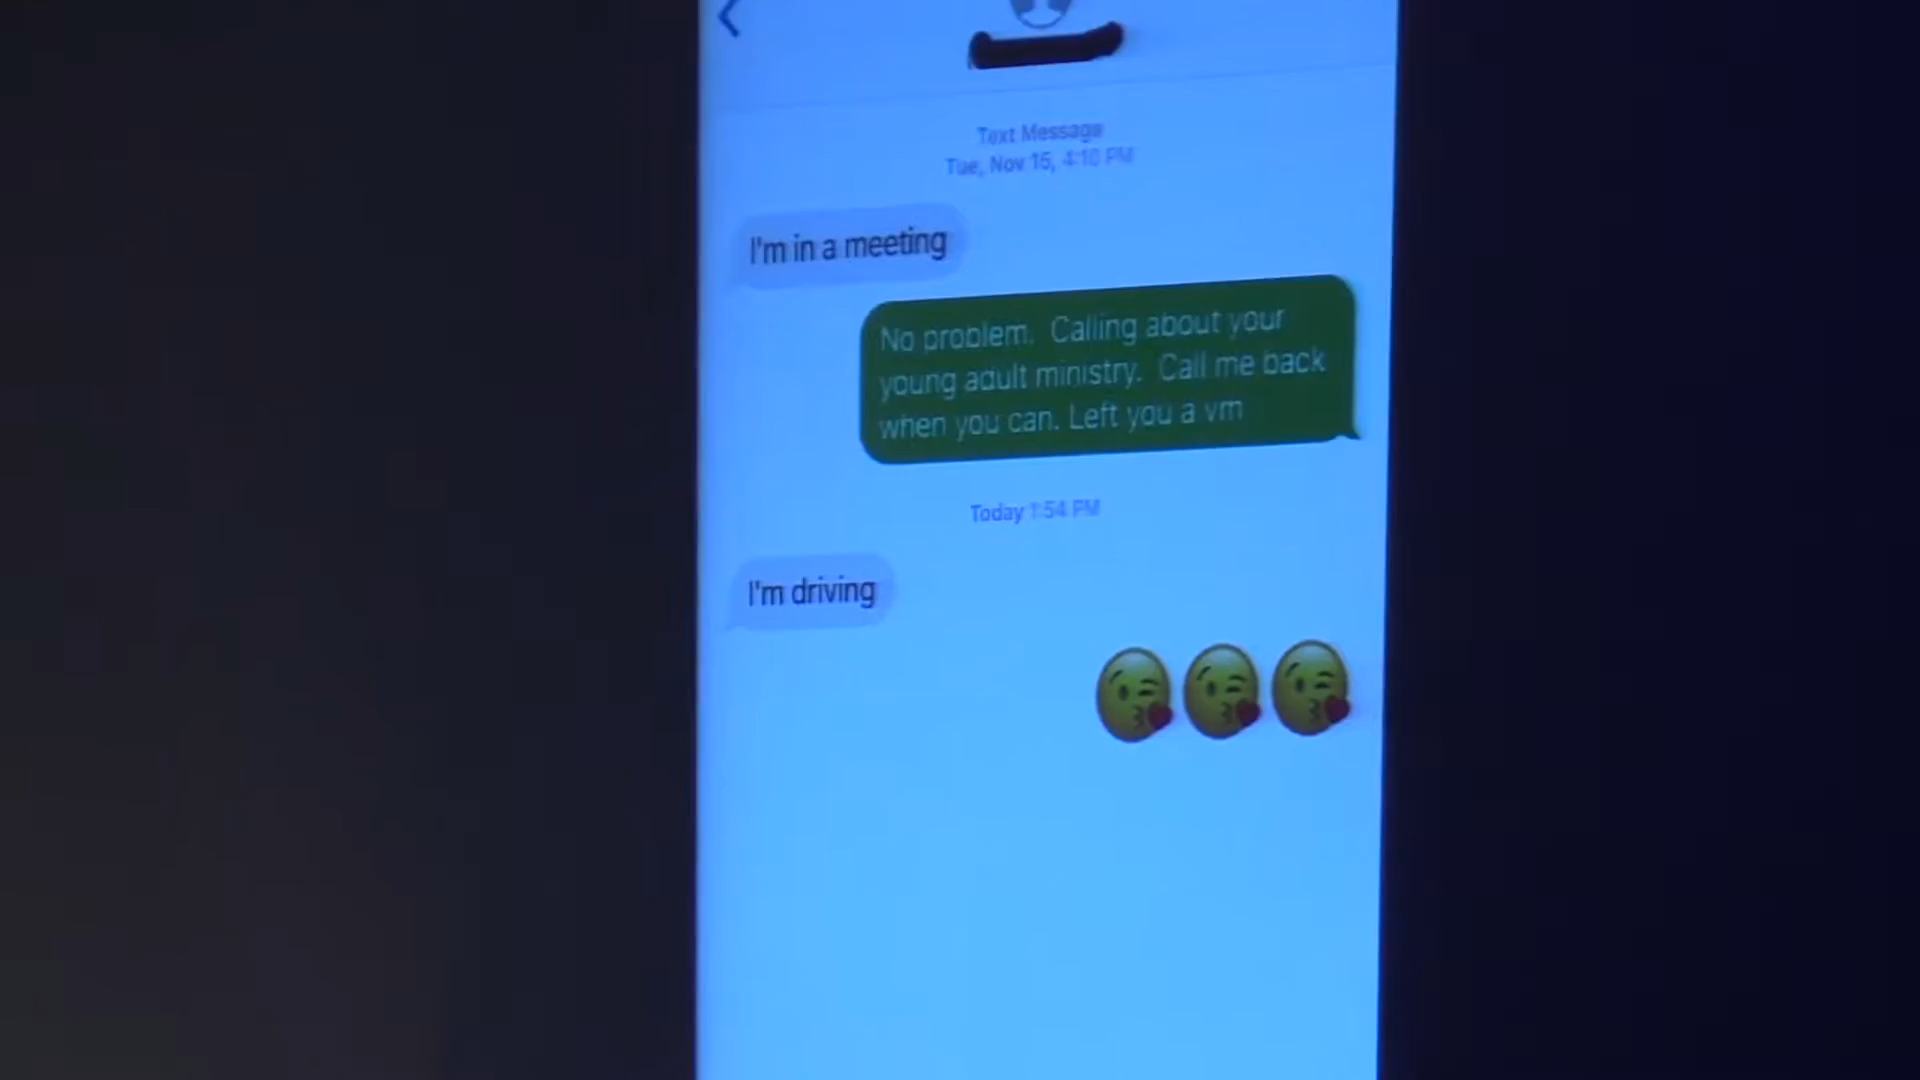 Text Message
Tue, Nov 15, 4:10 PM
I'm in a meeting
No problem.  Calling about your
young adult ministry.  Call me back
when you can. Left you a vm
Today 1:54 PM
I'm driving
😘😘😘